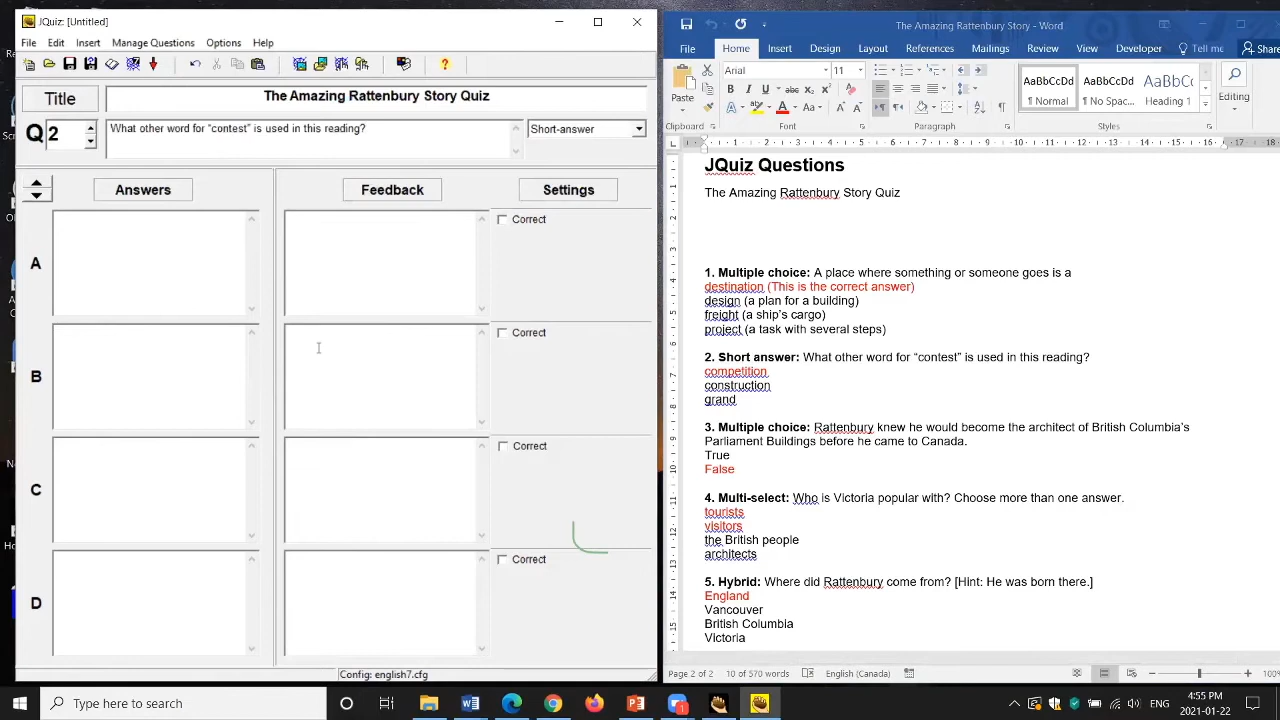 JQuiz: [Untitled]
File Edit Insert Manage Questions Options Help
Title
The Amazing Rattenbury Story Quiz
Q 2
What other word for “contest” is used in this reading?
Short-answer
Answers
Feedback
Settings
A
Correct
B
Correct
C
Correct
D
Correct
Config: english7.cfg
The Amazing Rattenbury Story - Word
File Home Insert Design Layout References Mailings Review View Developer Tell me Share
Arial
11
AaBbCcDd
AaBbCcDd
AaBbC
¶ Normal
¶ No Spac...
Heading
Paste
Editing
Clipboard
Font
Paragraph
Styles
JQuiz Questions
The Amazing Rattenbury Story Quiz
1. Multiple choice: A place where something or someone goes is a
destination (This is the correct answer)
design (a plan for a building)
freight (a ship's cargo)
project (a task with several steps)
2. Short answer: What other word for “contest” is used in this reading?
competition
construction
grand
3. Multiple choice: Rattenbury knew he would become the architect of British Columbia's
Parliament Buildings before he came to Canada.
True
False
4. Multi-select: Who is Victoria popular with? Choose more than one answer.
tourists
visitors
the British people
architects
5. Hybrid: Where did Rattenbury come from? [Hint: He was born there.]
England
Vancouver
British Columbia
Victoria
Page 2 of 2 10 of 570 words English (Canada) 100%
Type here to search
4:55 PM
2021-01-22